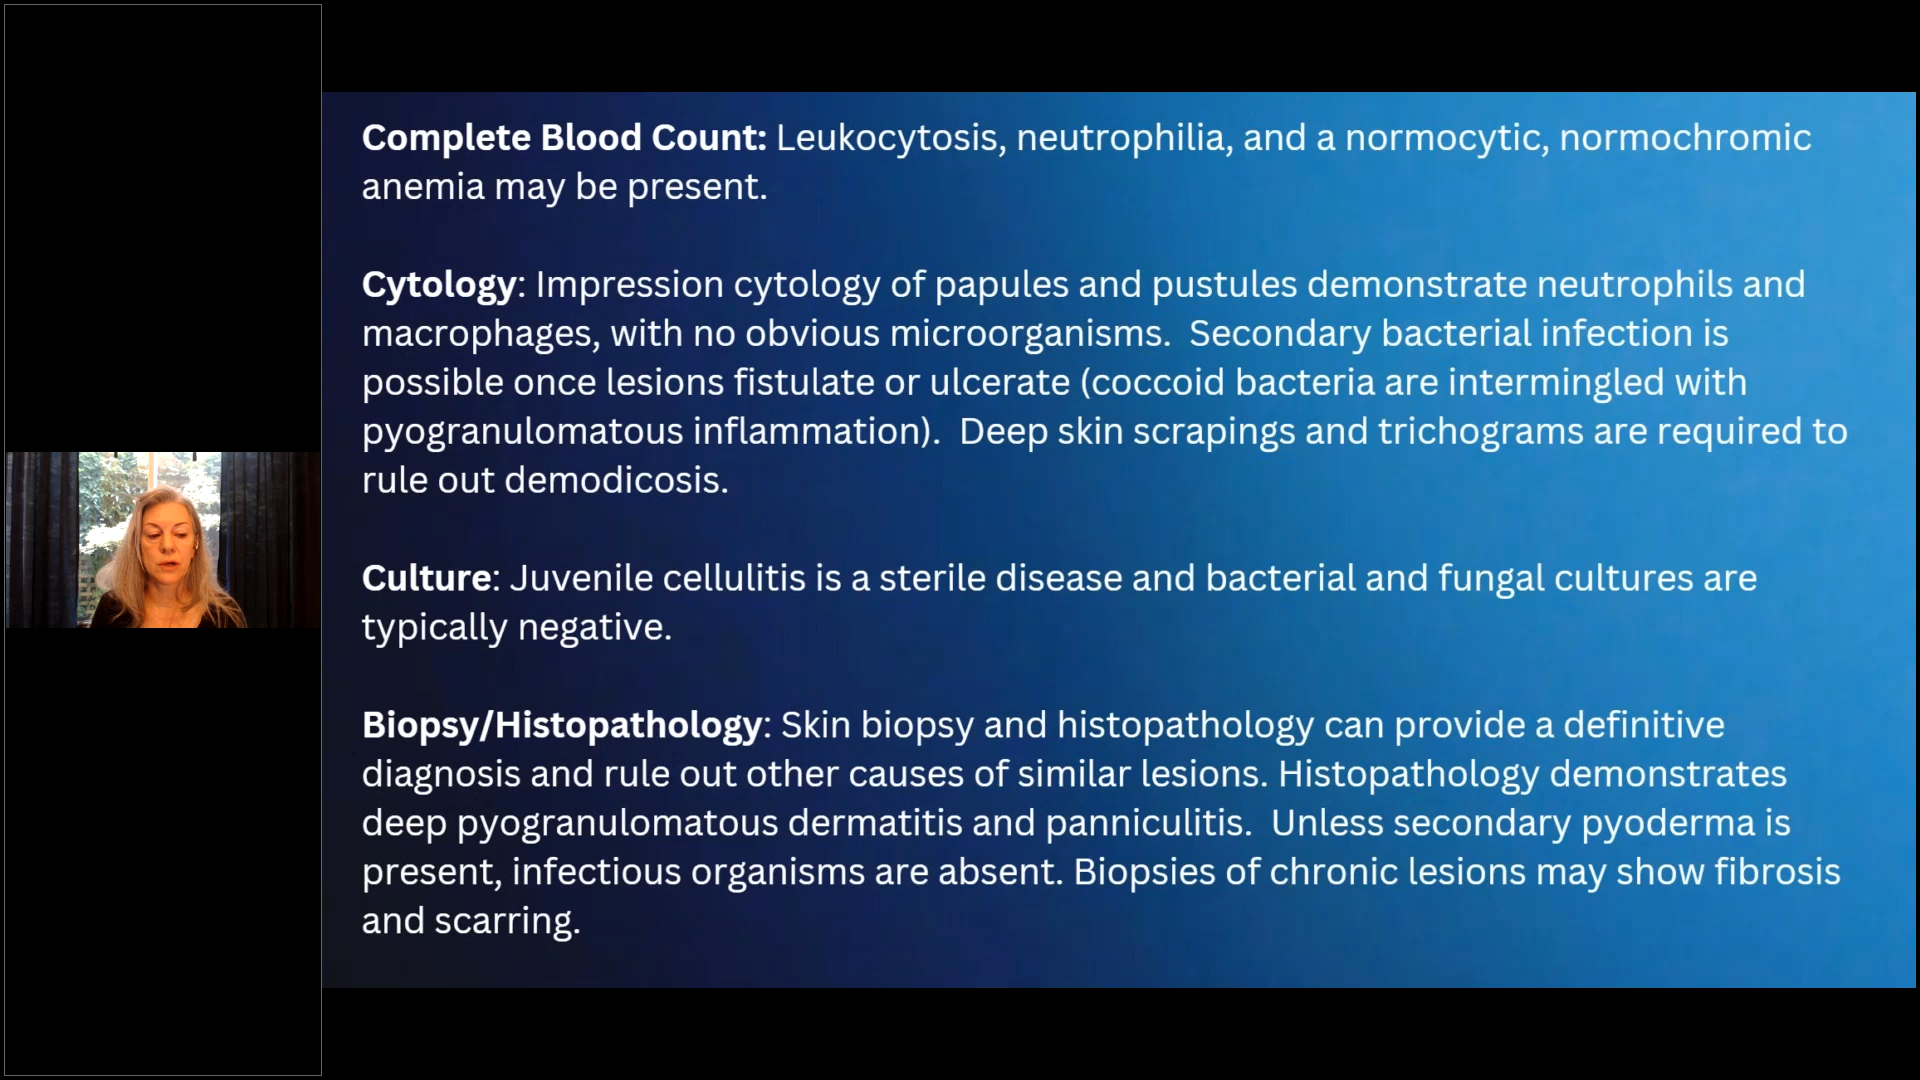 Complete Blood Count: Leukocytosis, neutrophilia, and a normocytic, normochromic
anemia may be present.
Cytology: Impression cytology of papules and pustules demonstrate neutrophils and
macrophages, with no obvious microorganisms.  Secondary bacterial infection is
possible once lesions fistulate or ulcerate (coccoid bacteria are intermingled with
pyogranulomatous inflammation).  Deep skin scrapings and trichograms are required to
rule out demodicosis.
Culture: Juvenile cellulitis is a sterile disease and bacterial and fungal cultures are
typically negative.
Biopsy/Histopathology: Skin biopsy and histopathology can provide a definitive
diagnosis and rule out other causes of similar lesions. Histopathology demonstrates
deep pyogranulomatous dermatitis and panniculitis.  Unless secondary pyoderma is
present, infectious organisms are absent. Biopsies of chronic lesions may show fibrosis
and scarring.